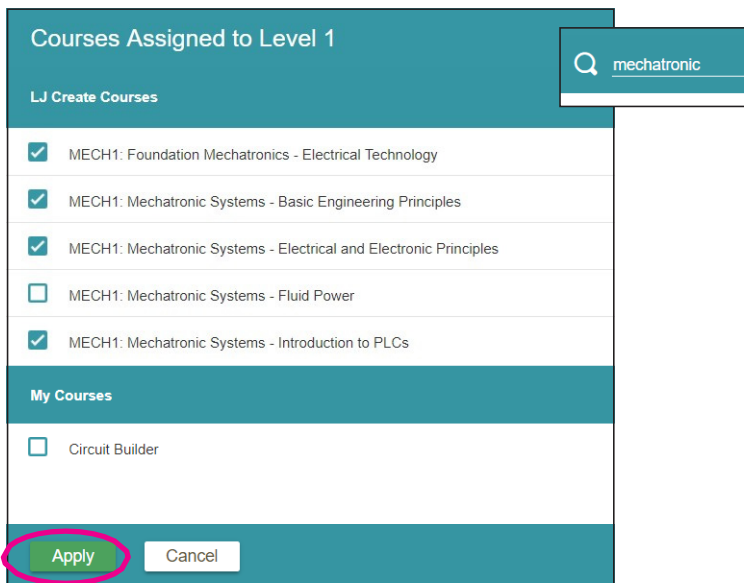 Courses Assigned to Level 1
mechatronic
LJ Create Courses
MECH1: Foundation Mechatronics - Electrical Technology
MECH1: Mechatronic Systems - Basic Engineering Principles
MECH1: Mechatronic Systems - Electrical and Electronic Principles
MECH1: Mechatronic Systems - Fluid Power
MECH1: Mechatronic Systems - Introduction to PLCs
My Courses
Circuit Builder
Apply Cancel